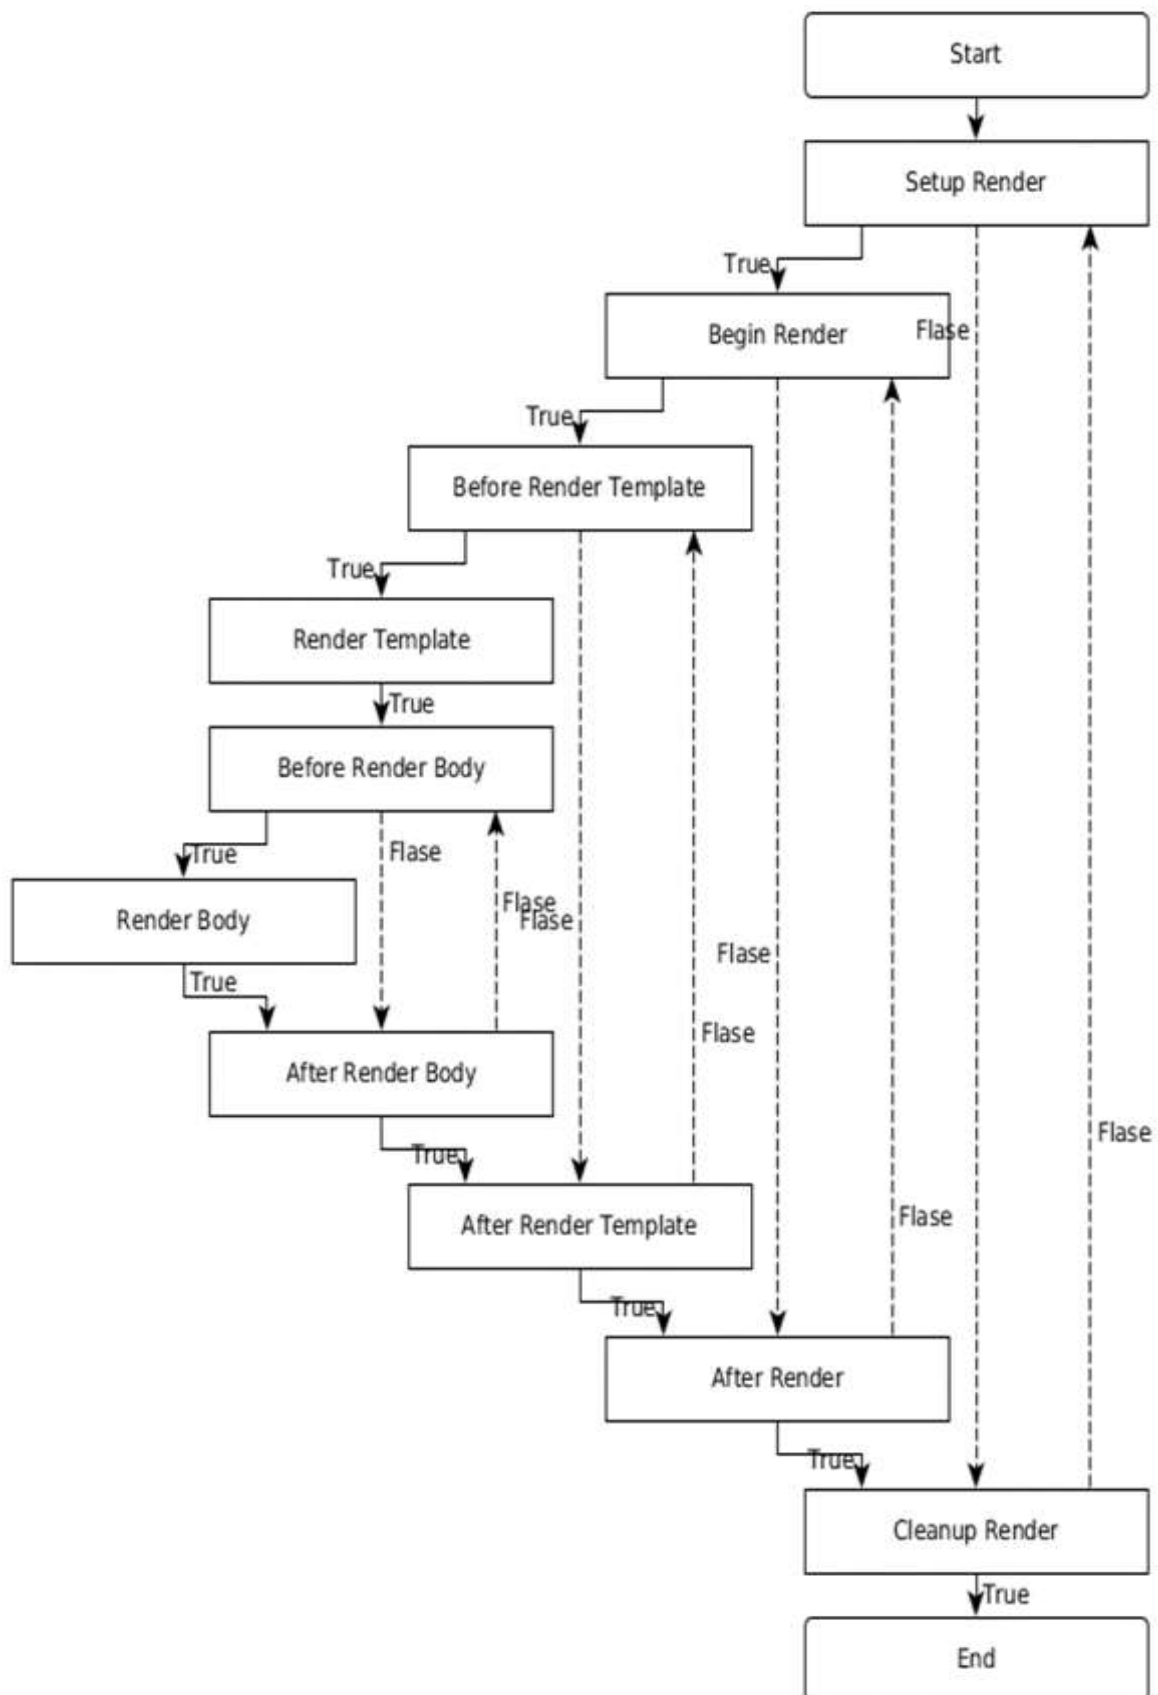 Start
Setup Render
True
Begin Render
Flase
True
Before Render Template
True
Render Template
True
Before Render Body
True
Flase
Flase
Flase
Render Body
Flase
True
Flase
After Render Body
Flase
True
After Render Template
Flase
True
After Render
True
Cleanup Render
True
End